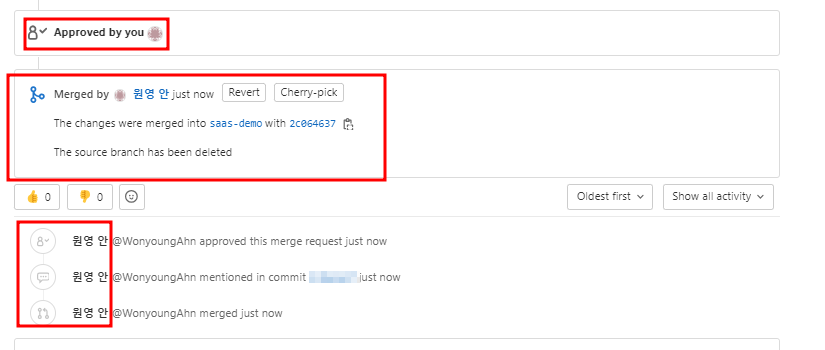 Approved by you
Merged by 원영 안 just now Revert Cherry-pick
The changes were merged into saas-demo with 2c064637
The source branch has been deleted
0 0 Oldest first Show all activity
원영 안 @WonyoungAhn approved this merge request just now
원영 안 @WonyoungAhn mentioned in commit just now
원영 안 @WonyoungAhn merged just now